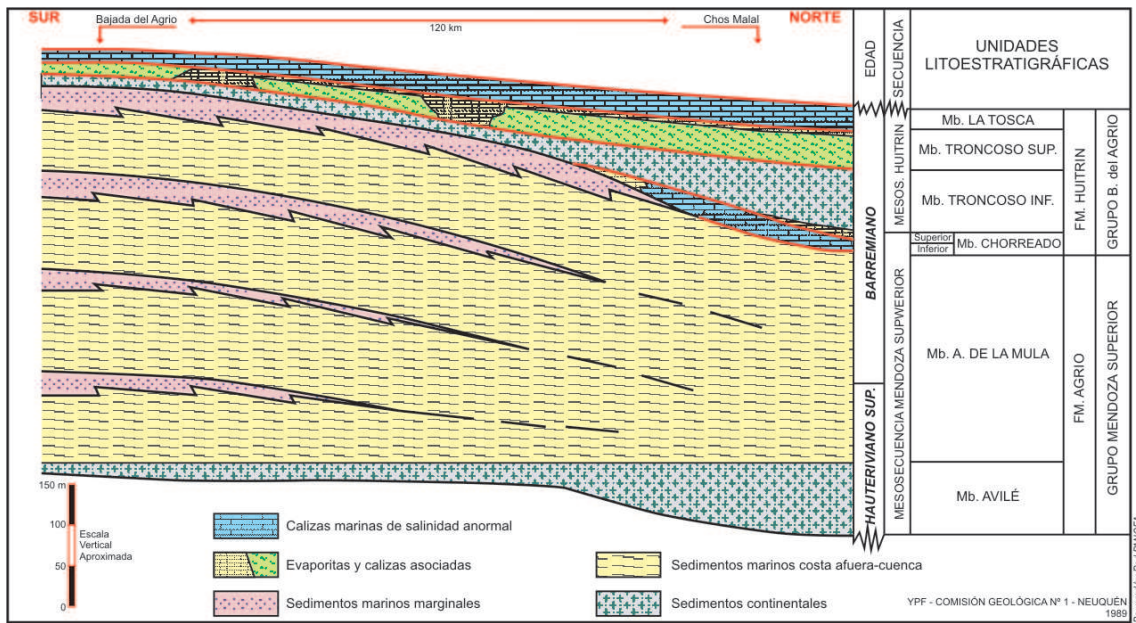 SUR
Bajada del Agrio
120 km
Chos Malal
NORTE
EDAD
SECUENCIA
UNIDADES
LITOESTRATIGRÁFICAS
BARREMIANO
HAUTERIVIANO SUP.
MESOS. HUITRIN
MESOSECUENCIA MENDOZA SUPWERIOR
Mb. LA TOSCA
Mb. TRONCOSO SUP.
Mb. TRONCOSO INF.
Superior
Inferior
Mb. CHORREADO
Mb. A. DE LA MULA
Mb. AVILÉ
FM. HUITRIN
FM. AGRIO
GRUPO B. del AGRIO
GRUPO MENDOZA SUPERIOR
150 m
100
50
0
Escala
Vertical
Aproximada
Calizas marinas de salinidad anormal
Evaporitas y calizas asociadas
Sedimentos marinos marginales
Sedimentos marinos costa afuera-cuenca
Sedimentos continentales
YPF - COMISIÓN GEOLÓGICA Nº 1 - NEUQUÉN
1989